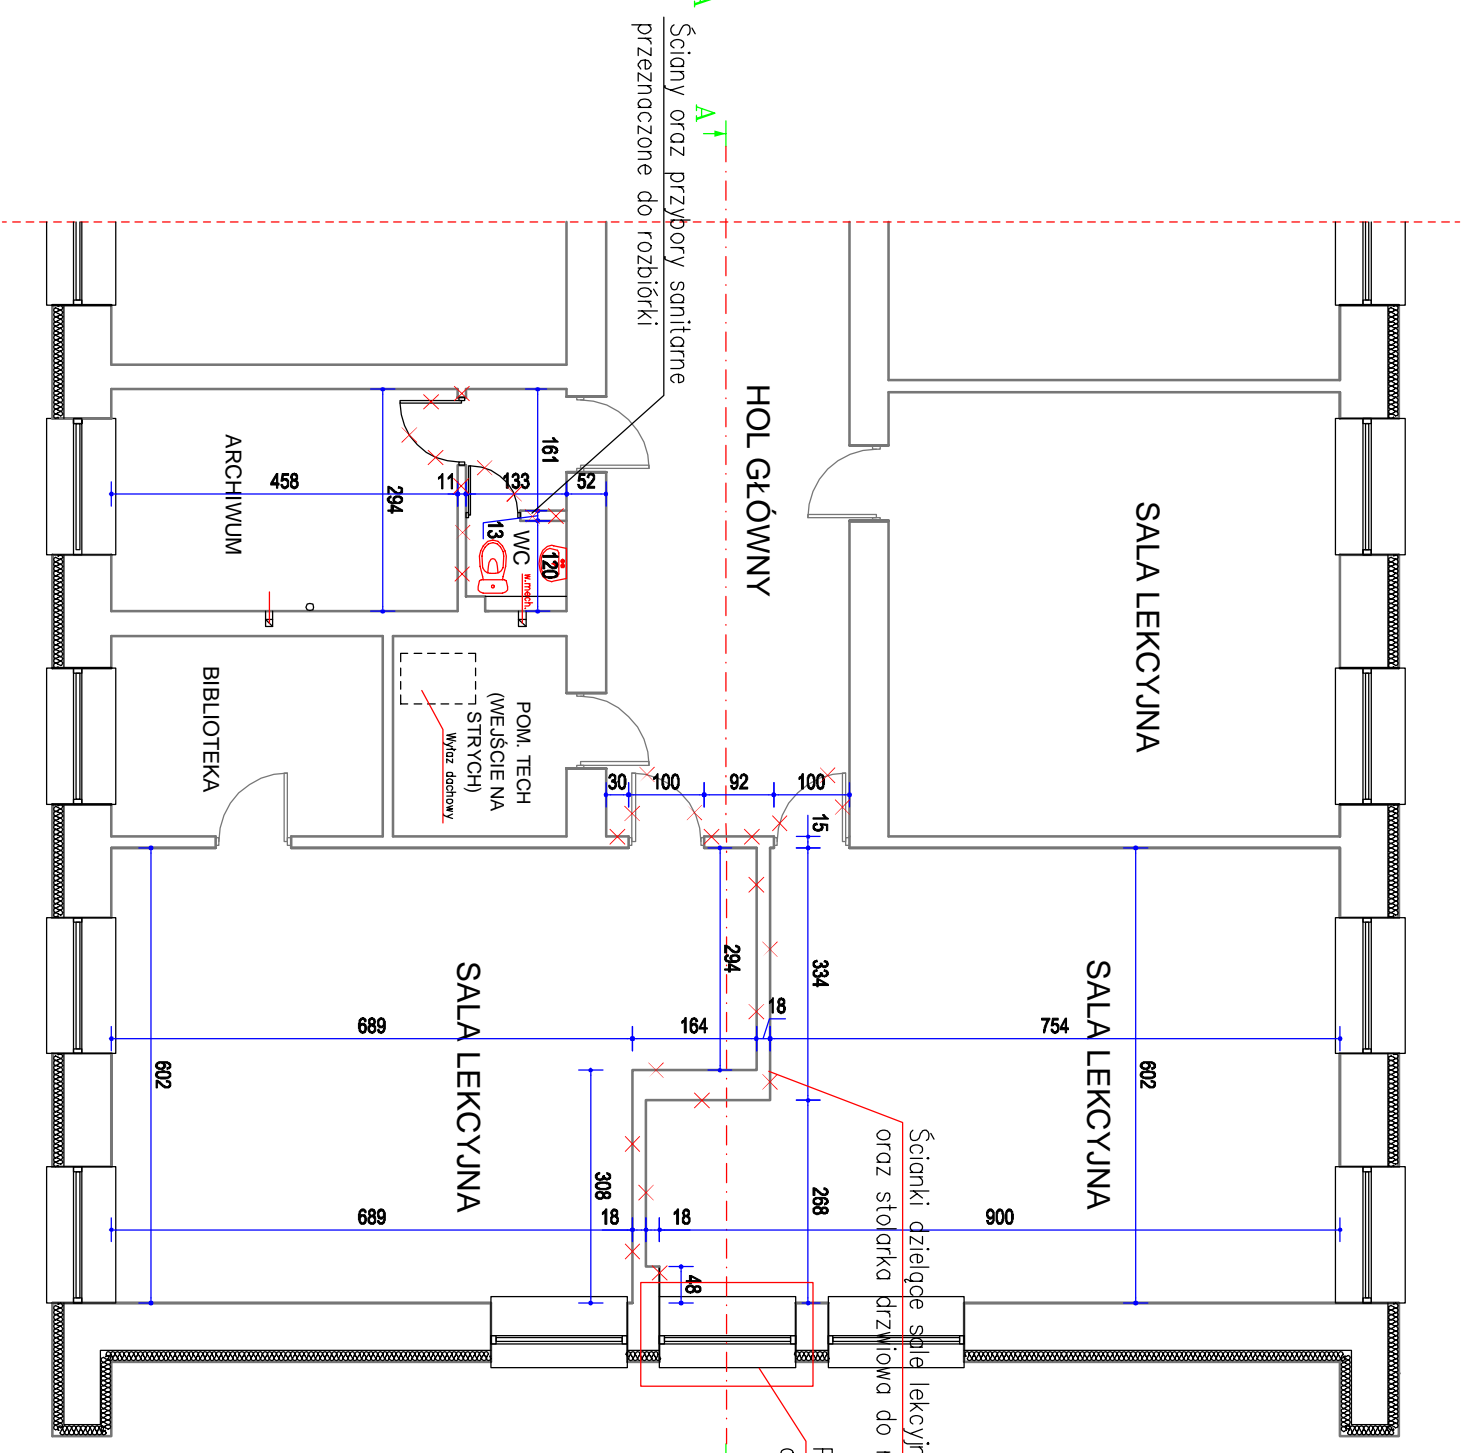 A
A
Ściany oraz przybory sanitarne
przeznaczone do rozbiórki
HOL GŁÓWNY
SALA LEKCYJNA
ARCHIWUM
458
294
11
133
52
161
13
WC
120
w.mech.
BIBLIOTEKA
POM. TECH
(WEJŚCIE NA
STRYCH)
Wyłaz dachowy
30
100
92
100
15
294
334
18
689
164
754
602
602
SALA LEKCYJNA
SALA LEKCYJNA
Ścianki dzielące sale lekcyjn
oraz stolarka drzwiowa do
308
268
689
18
18
900
48